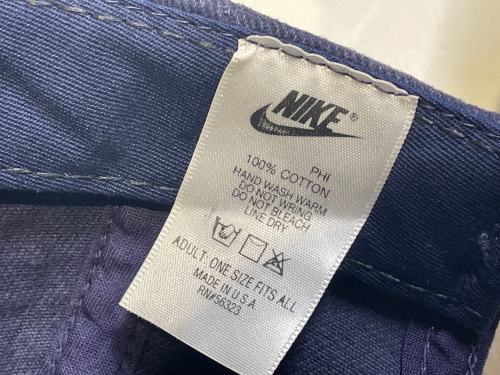 NIKE®
PHI
100% COTTON
HAND WASH WARM
DO NOT WRING
DO NOT BLEACH
LINE DRY
ADULT: ONE SIZE FITS ALL
MADE IN U.S.A.
RN#56323